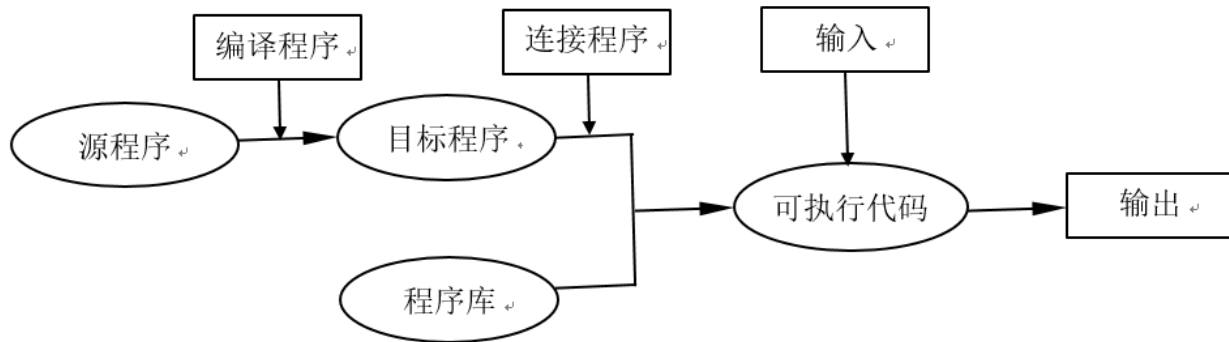 编译程序
连接程序
输入
源程序
目标程序
可执行代码
输出
程序库